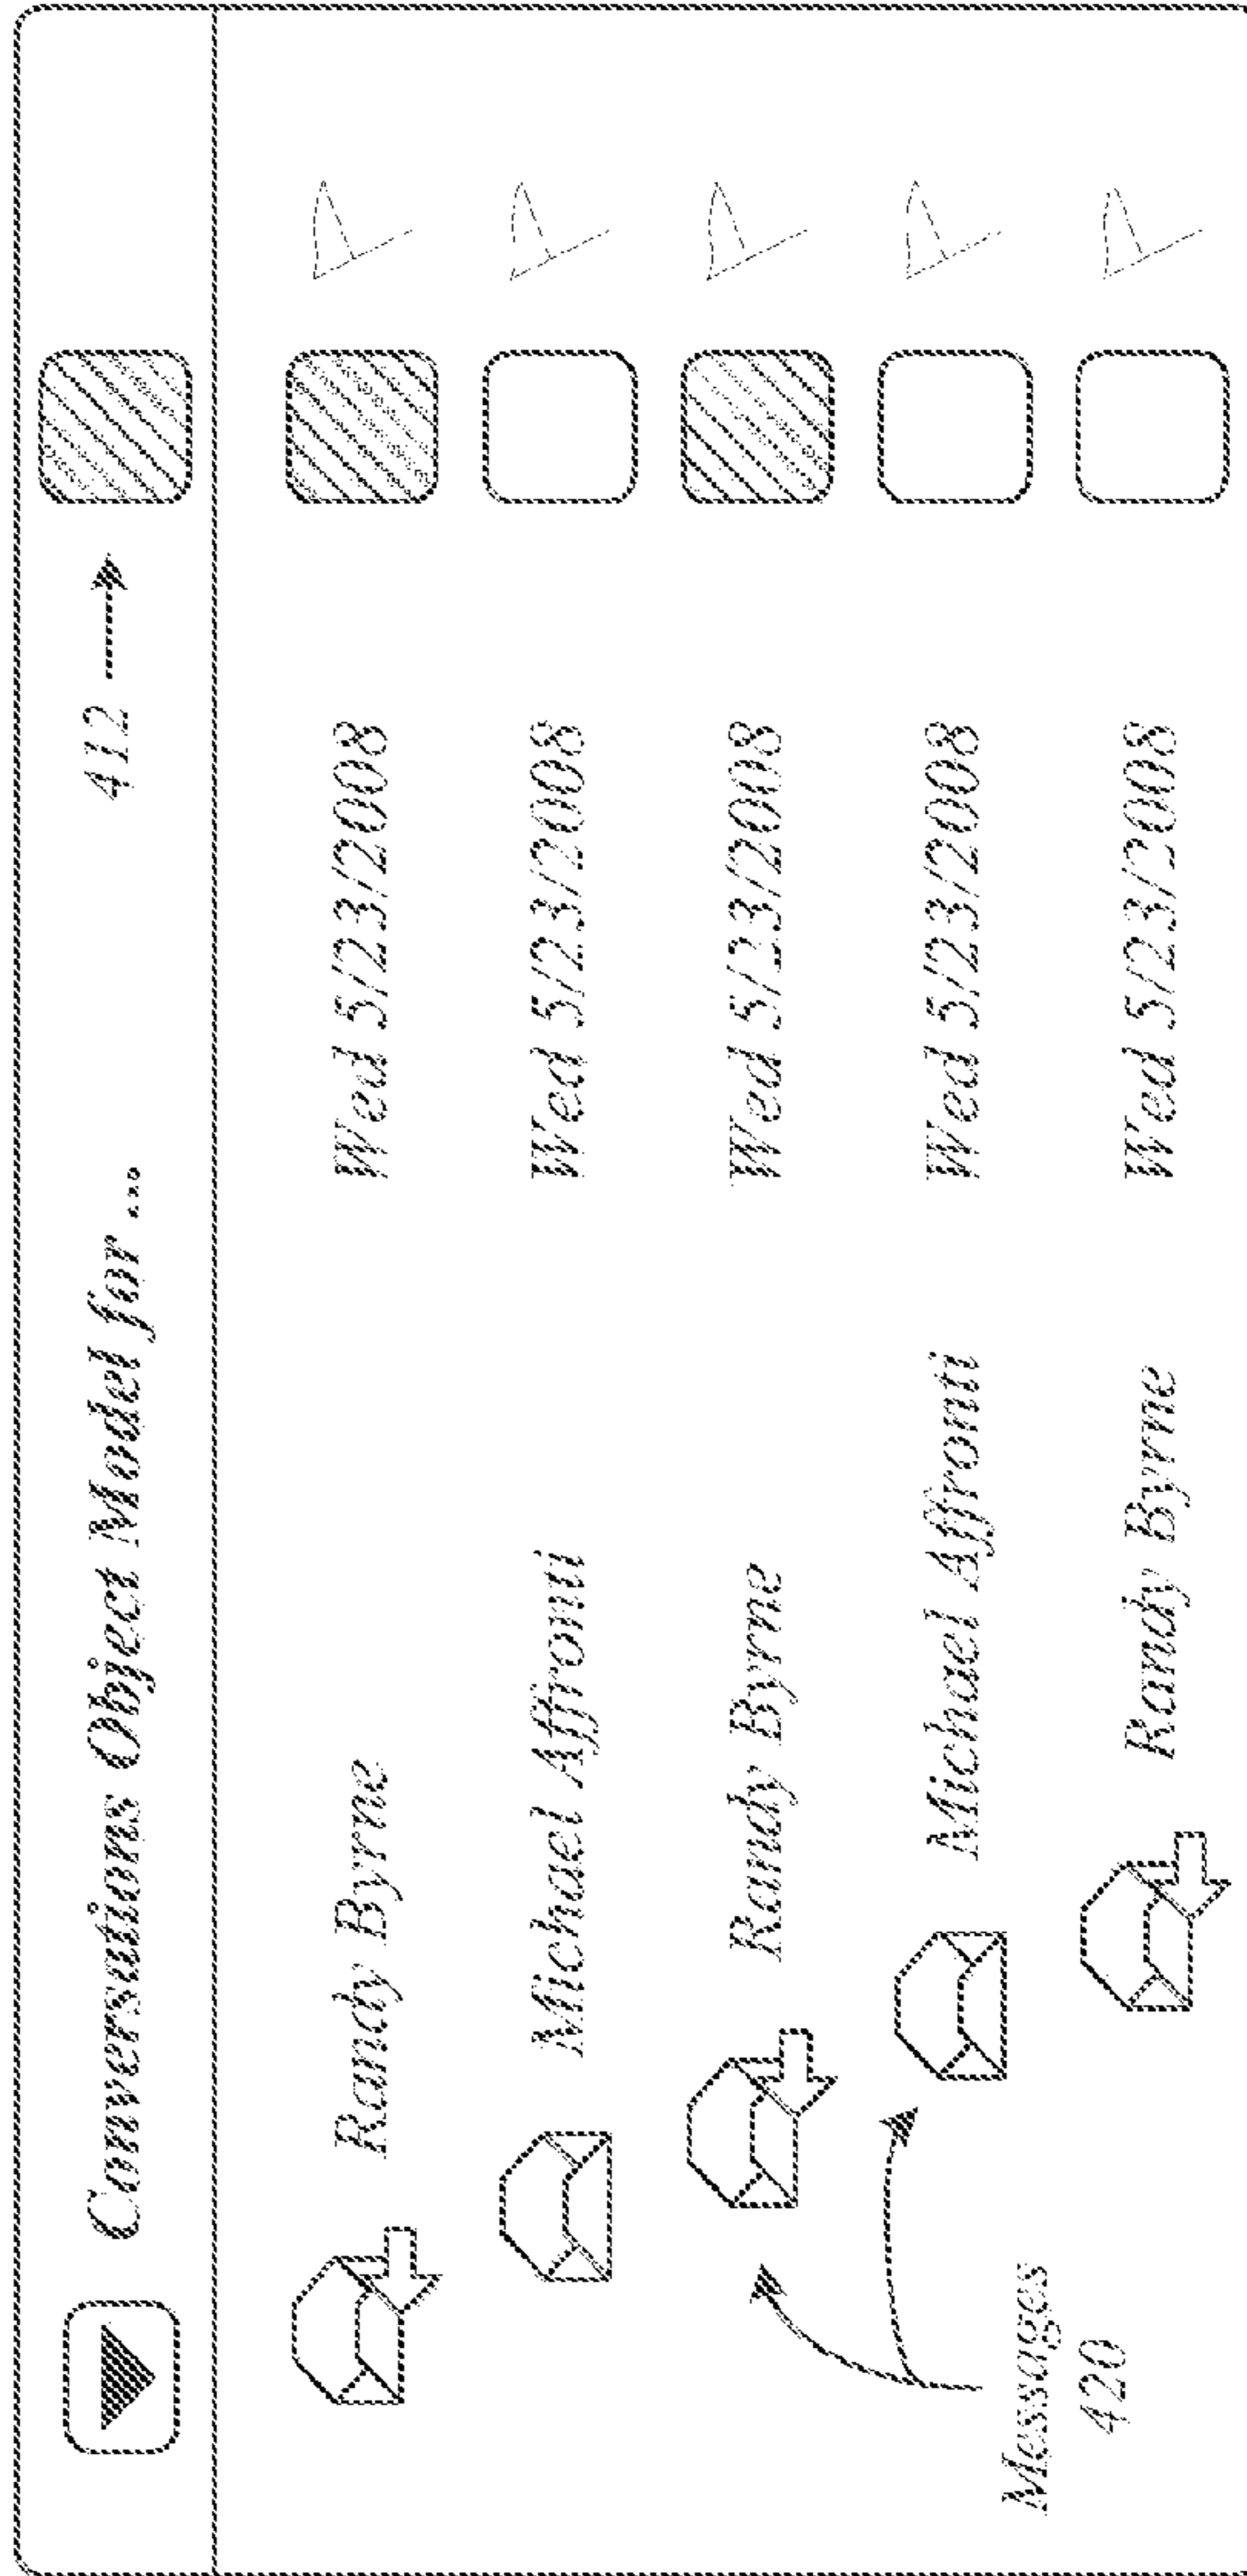 Conversations Object Model for ... 412
Randy Byrne Wed 5/23/2008
Michael Affronti Wed 5/23/2008
Randy Byrne Wed 5/23/2008
Michael Affronti Wed 5/23/2008
Randy Byrne Wed 5/23/2008
Messages
420